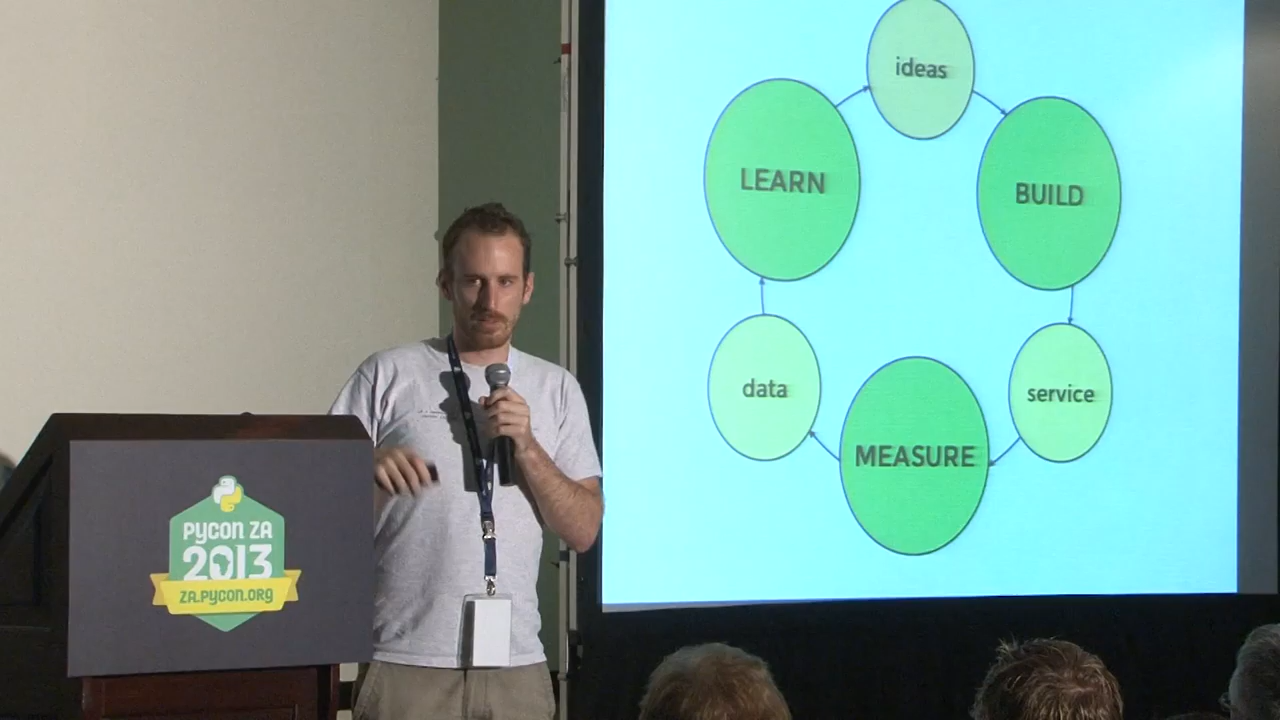 ideas
LEARN
BUILD
data
service
MEASURE
PYCON ZA
2013
ZA.PYCON.ORG